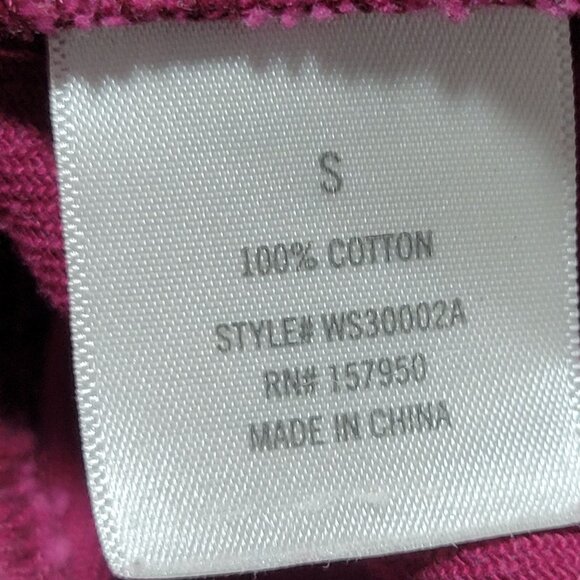 S
100% COTTON
STYLE# WS30002A
RN# 157950
MADE IN CHINA